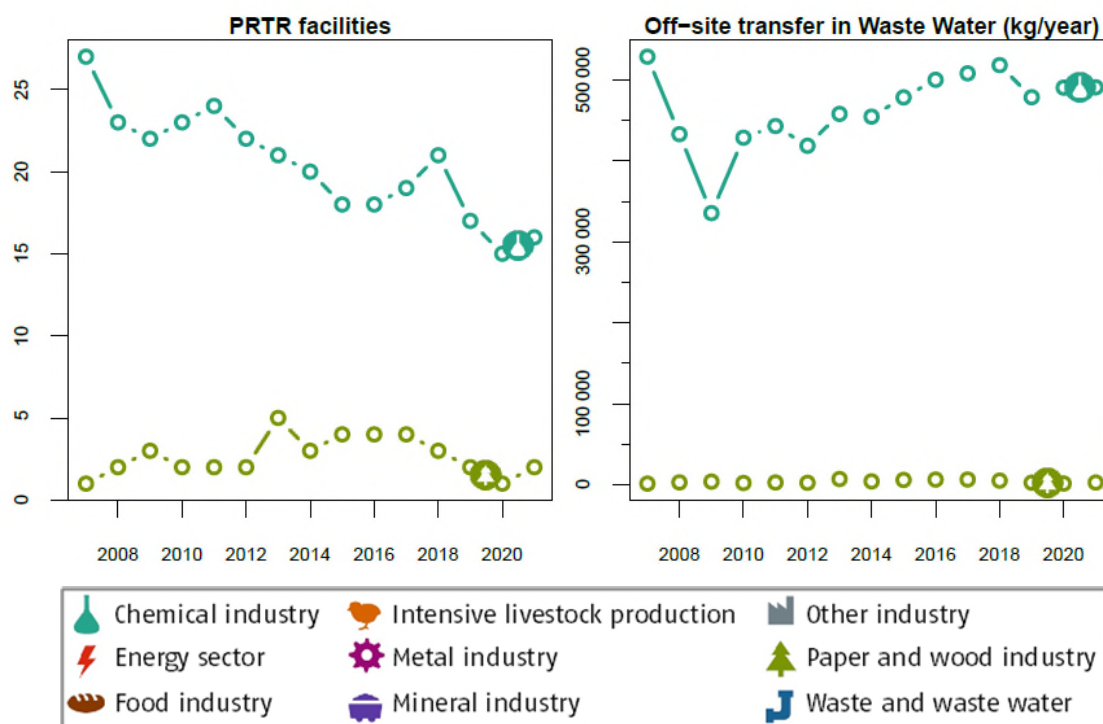 PRTR facilities
25
20
15
10
5
0
2008 2010 2012 2014 2016 2018 2020
Off−site transfer in Waste Water (kg/year)
500 000
300 000
100 000
0
2008 2010 2012 2014 2016 2018 2020
Chemical industry Intensive livestock production Other industry
Energy sector Metal industry Paper and wood industry
Food industry Mineral industry Waste and waste water